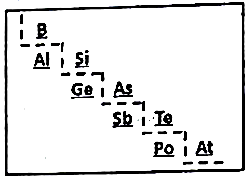 B
Al Si
Ge As
Sb Te
Po At